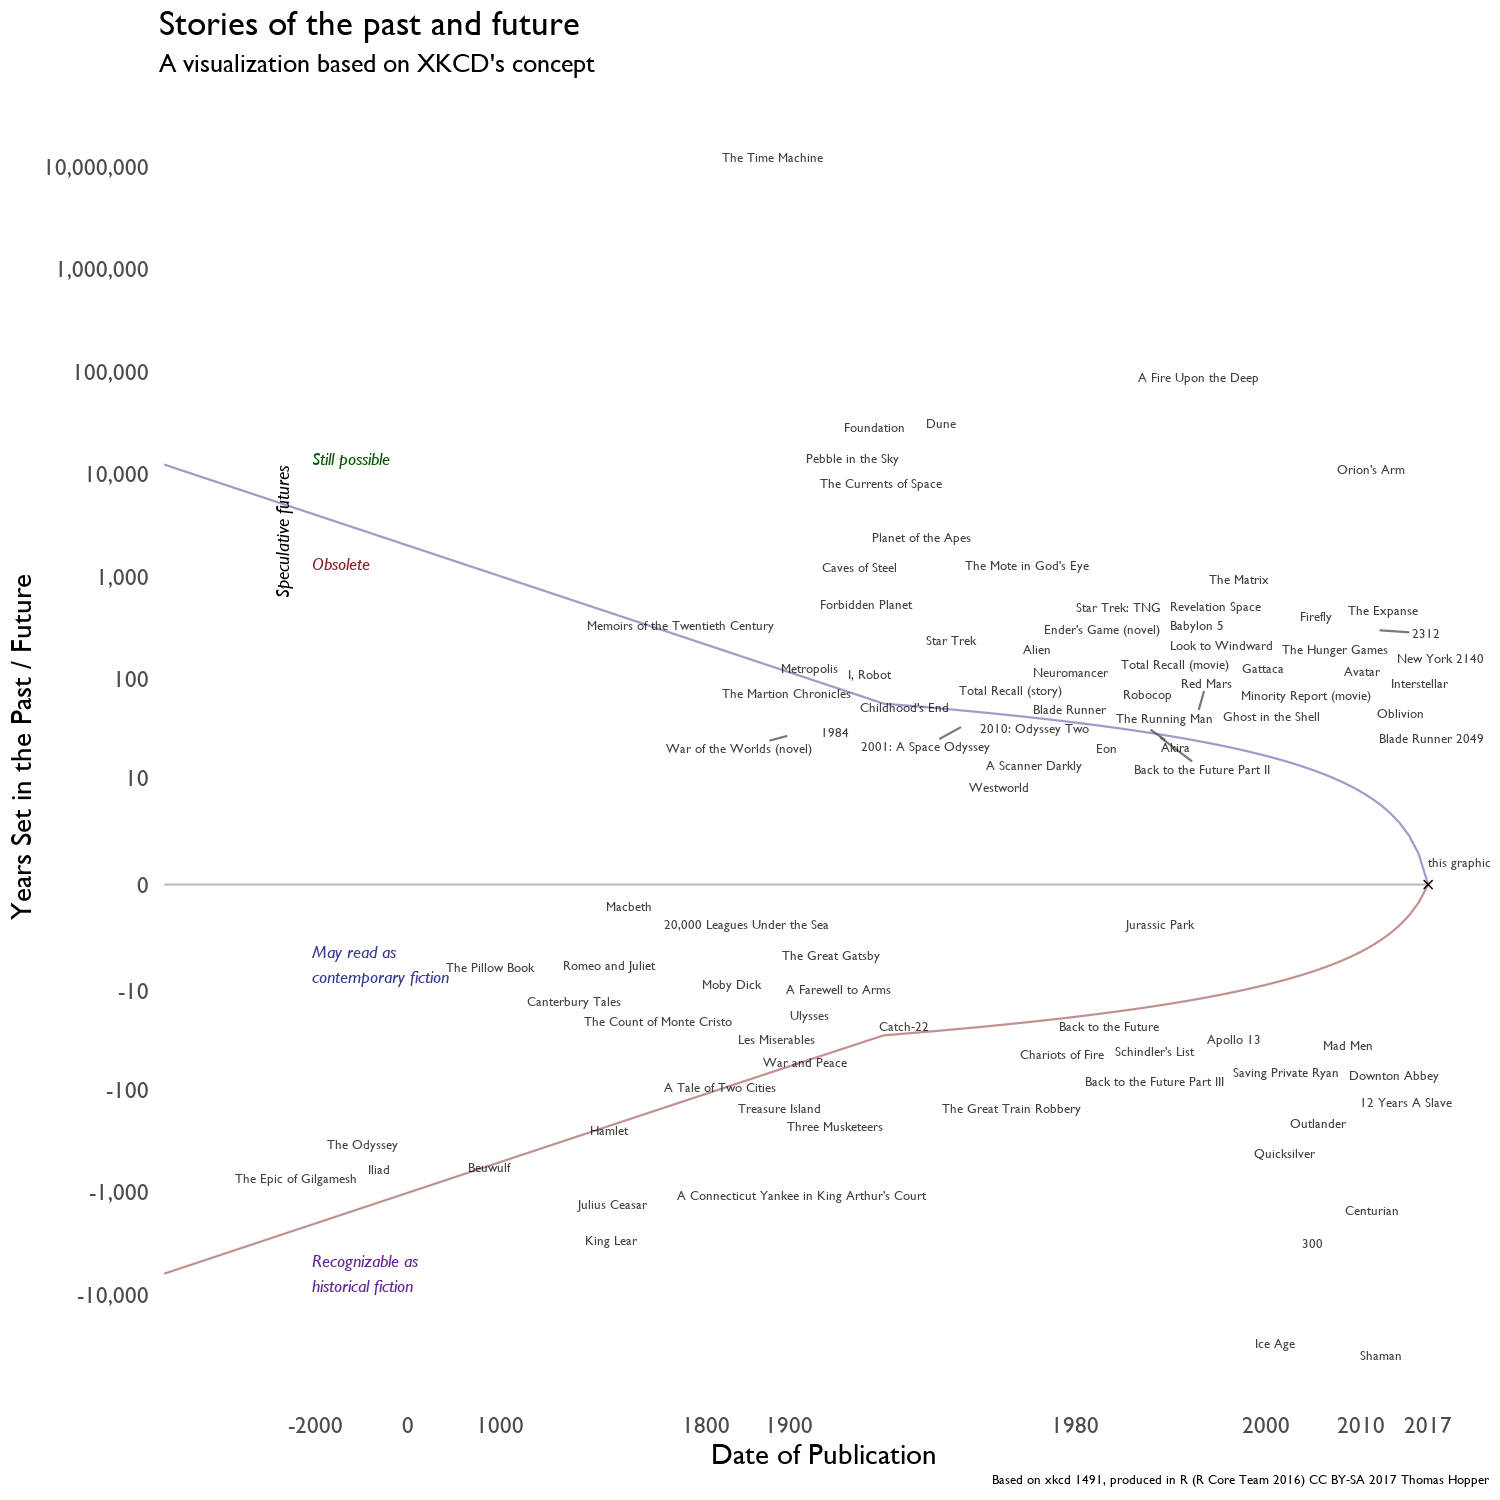 Stories of the past and future
A visualization based on XKCD's concept
Years Set in the Past / Future
10,000,000
1,000,000
100,000
10,000
1,000
100
10
0
-10
-100
-1,000
-10,000
The Time Machine
A Fire Upon the Deep
Foundation
Dune
Still possible
Pebble in the Sky
Orion's Arm
Speculative futures
The Currents of Space
Planet of the Apes
Obsolete
Caves of Steel
The Mote in God's Eye
The Matrix
Forbidden Planet
Star Trek: TNG
Revelation Space
The Expanse
Firefly
Memoirs of the Twentieth Century
Ender's Game (novel)
Babylon 5
2312
Star Trek
Alien
Look to Windward
The Hunger Games
New York 2140
Metropolis
I, Robot
Neuromancer
Total Recall (movie)
Gattaca
Avatar
Red Mars
Interstellar
The Martion Chronicles
Total Recall (story)
Robocop
Minority Report (movie)
Childhood's End
Blade Runner
The Running Man
Ghost in the Shell
Oblivion
1984
2010: Odyssey Two
Blade Runner 2049
War of the Worlds (novel)
2001: A Space Odyssey
Eon
Akira
A Scanner Darkly
Back to the Future Part II
Westworld
this graphic
Macbeth
20,000 Leagues Under the Sea
Jurassic Park
May read as
contemporary fiction
The Great Gatsby
The Pillow Book
Romeo and Juliet
Moby Dick
A Farewell to Arms
Canterbury Tales
The Count of Monte Cristo
Ulysses
Catch-22
Back to the Future
Les Miserables
Apollo 13
Mad Men
War and Peace
Chariots of Fire
Schindler's List
A Tale of Two Cities
Back to the Future Part III
Saving Private Ryan
Downton Abbey
Treasure Island
The Great Train Robbery
12 Years A Slave
Three Musketeers
Outlander
Hamlet
The Odyssey
Quicksilver
Iliad
Beuwulf
The Epic of Gilgamesh
A Connecticut Yankee in King Arthur's Court
Julius Ceasar
Centurian
King Lear
300
Recognizable as
historical fiction
Ice Age
Shaman
-2000
0
1000
1800
1900
1980
2000
2010
2017
Date of Publication
Based on xkcd 1491, produced in R (R Core Team 2016) CC BY-SA 2017 Thomas Hopper